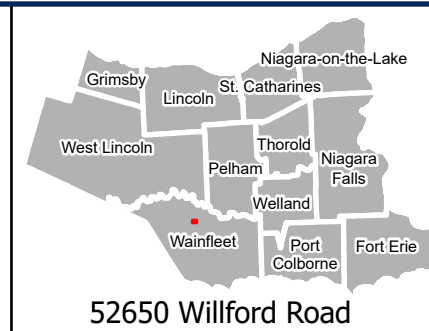 Niagara-on-the-Lake
Grimsby
Lincoln
St. Catharines
West Lincoln
Thorold
Pelham
Niagara
Falls
Welland
Wainfleet
Port
Colborne
Fort Erie
52650 Willford Road